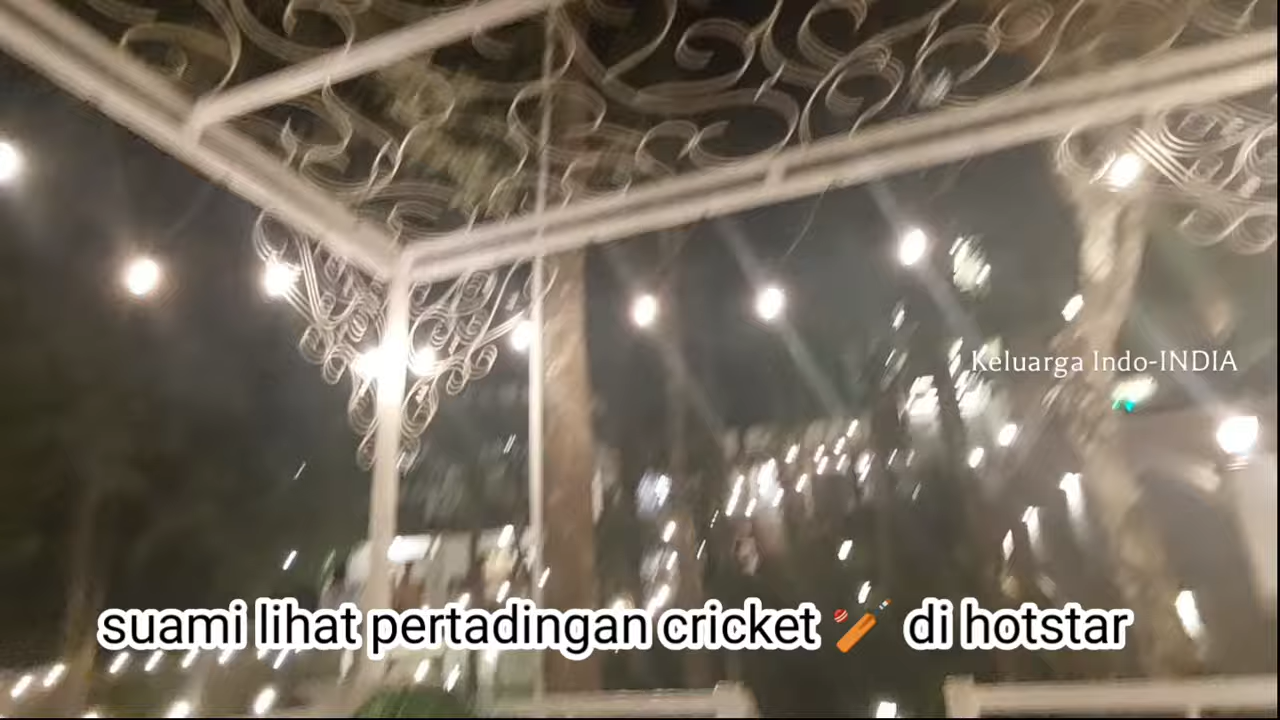 Keluarga Indo-INDIA
suami lihat pertadingan cricket 🏏 di hotstar